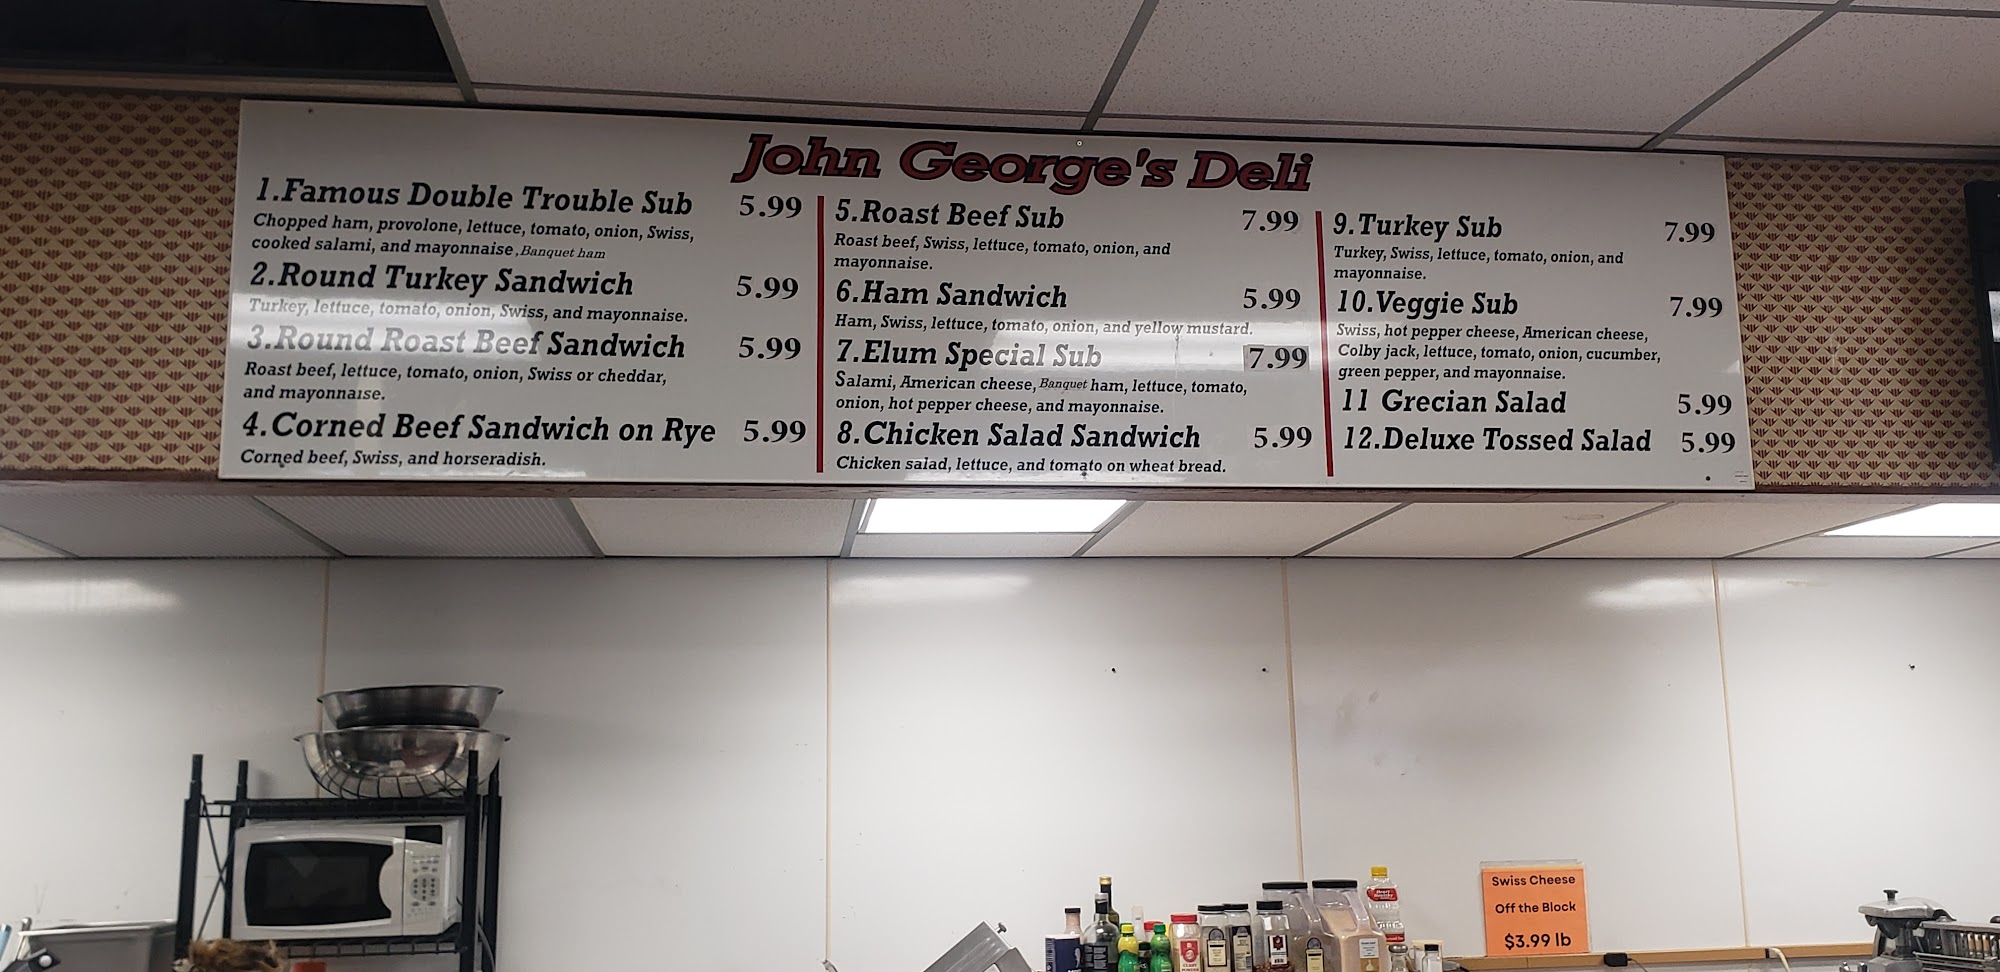 John George's Deli
1.Famous Double Trouble Sub 5.99
Chopped ham, provolone, lettuce, tomato, onion, Swiss,
cooked salami, and mayonnaise,Banquet ham
2.Round Turkey Sandwich 5.99
Turkey, lettuce, tomato, onion, Swiss, and mayonnaise.
3.Round Roast Beef Sandwich 5.99
Roast beef, lettuce, tomato, onion, Swiss or cheddar,
and mayonnaise.
4.Corned Beef Sandwich on Rye 5.99
Corned beef, Swiss, and horseradish.
5.Roast Beef Sub 7.99
Roast beef, Swiss, lettuce, tomato, onion, and
mayonnaise.
6.Ham Sandwich 5.99
Ham, Swiss, lettuce, tomato, onion, and yellow mustard.
7.Elum Special Sub 7.99
Salami, American cheese, Banquet ham, lettuce, tomato,
onion, hot pepper cheese, and mayonnaise.
8.Chicken Salad Sandwich 5.99
Chicken salad, lettuce, and tomato on wheat bread.
9.Turkey Sub 7.99
Turkey, Swiss, lettuce, tomato, onion, and
mayonnaise.
10.Veggie Sub 7.99
Swiss, hot pepper cheese, American cheese,
Colby jack, lettuce, tomato, onion, cucumber,
green pepper, and mayonnaise.
11 Grecian Salad 5.99
12.Deluxe Tossed Salad 5.99
Swiss Cheese
Off the Block
$3.99 lb